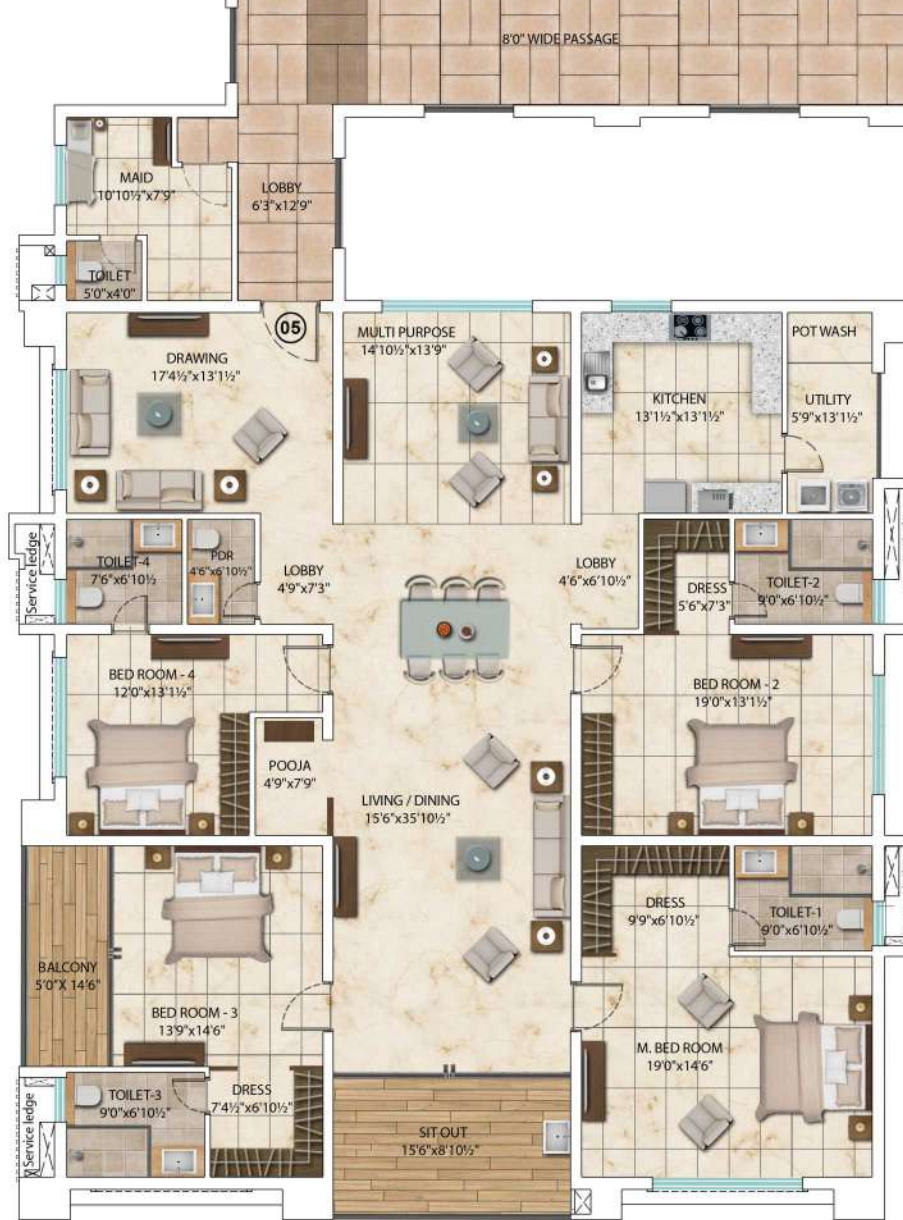 8'0" WIDE PASSAGE
MAID
10'10½"x7'9"
LOBBY
6'3"x12'9"
TOILET
5'0"x4'0"
05
DRAWING
17'4½"x13'1½"
MULTI PURPOSE
14'10½"x13'9"
POT WASH
KITCHEN
13'1½"x13'1½"
UTILITY
5'9"x13'1½"
Service ledge
TOILET-4
7'6"x6'10½
PDR
4'6"x6'10½"
LOBBY
4'9"x7'3"
LOBBY
4'6"x6'10½"
DRESS
5'6"x7'3"
TOILET-2
9'0"x6'10½"
BED ROOM - 4
12'0"x13'1½"
BED ROOM - 2
19'0"x13'1½"
POOJA
4'9"x7'9"
LIVING / DINING
15'6"x35'10½"
DRESS
9'9"x6'10½"
TOILET-1
9'0"x6'10½"
BALCONY
5'0"X 14'6"
BED ROOM - 3
13'9"x14'6"
M. BED ROOM
19'0"x14'6"
TOILET-3
9'0"x6'10½"
DRESS
7'4½"x6'10½"
Service ledge
SIT OUT
15'6"x8'10½"